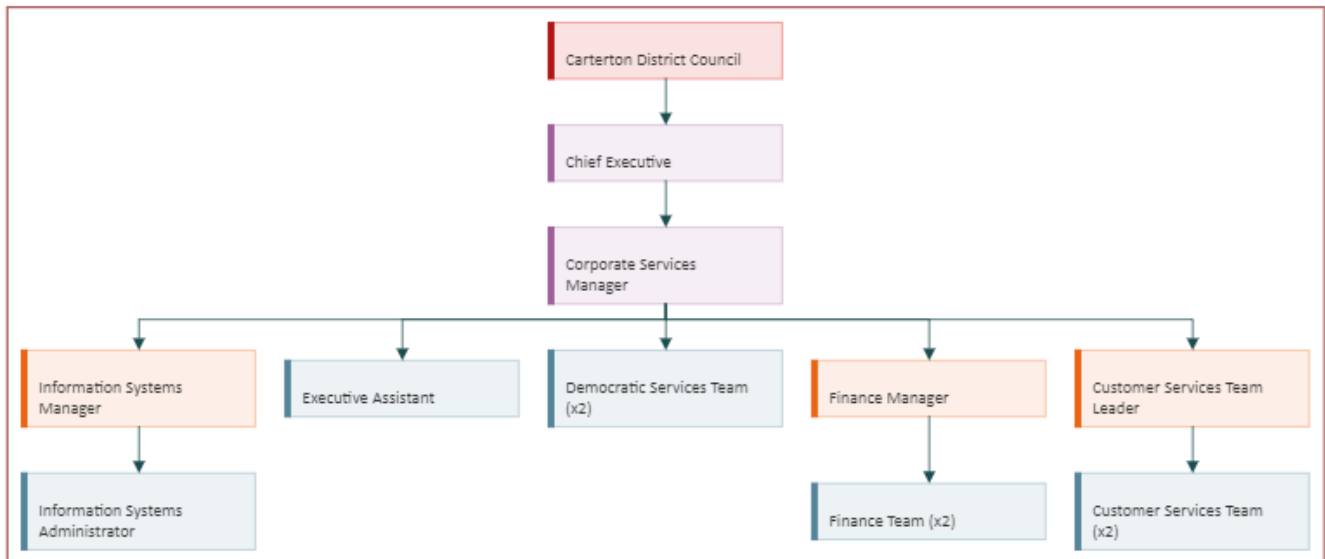 Carterton District Council
Chief Executive
Corporate Services
Manager
Information Systems
Manager
Executive Assistant
Democratic Services Team
(x2)
Finance Manager
Customer Services Team
Leader
Information Systems
Administrator
Finance Team (x2)
Customer Services Team
(x2)